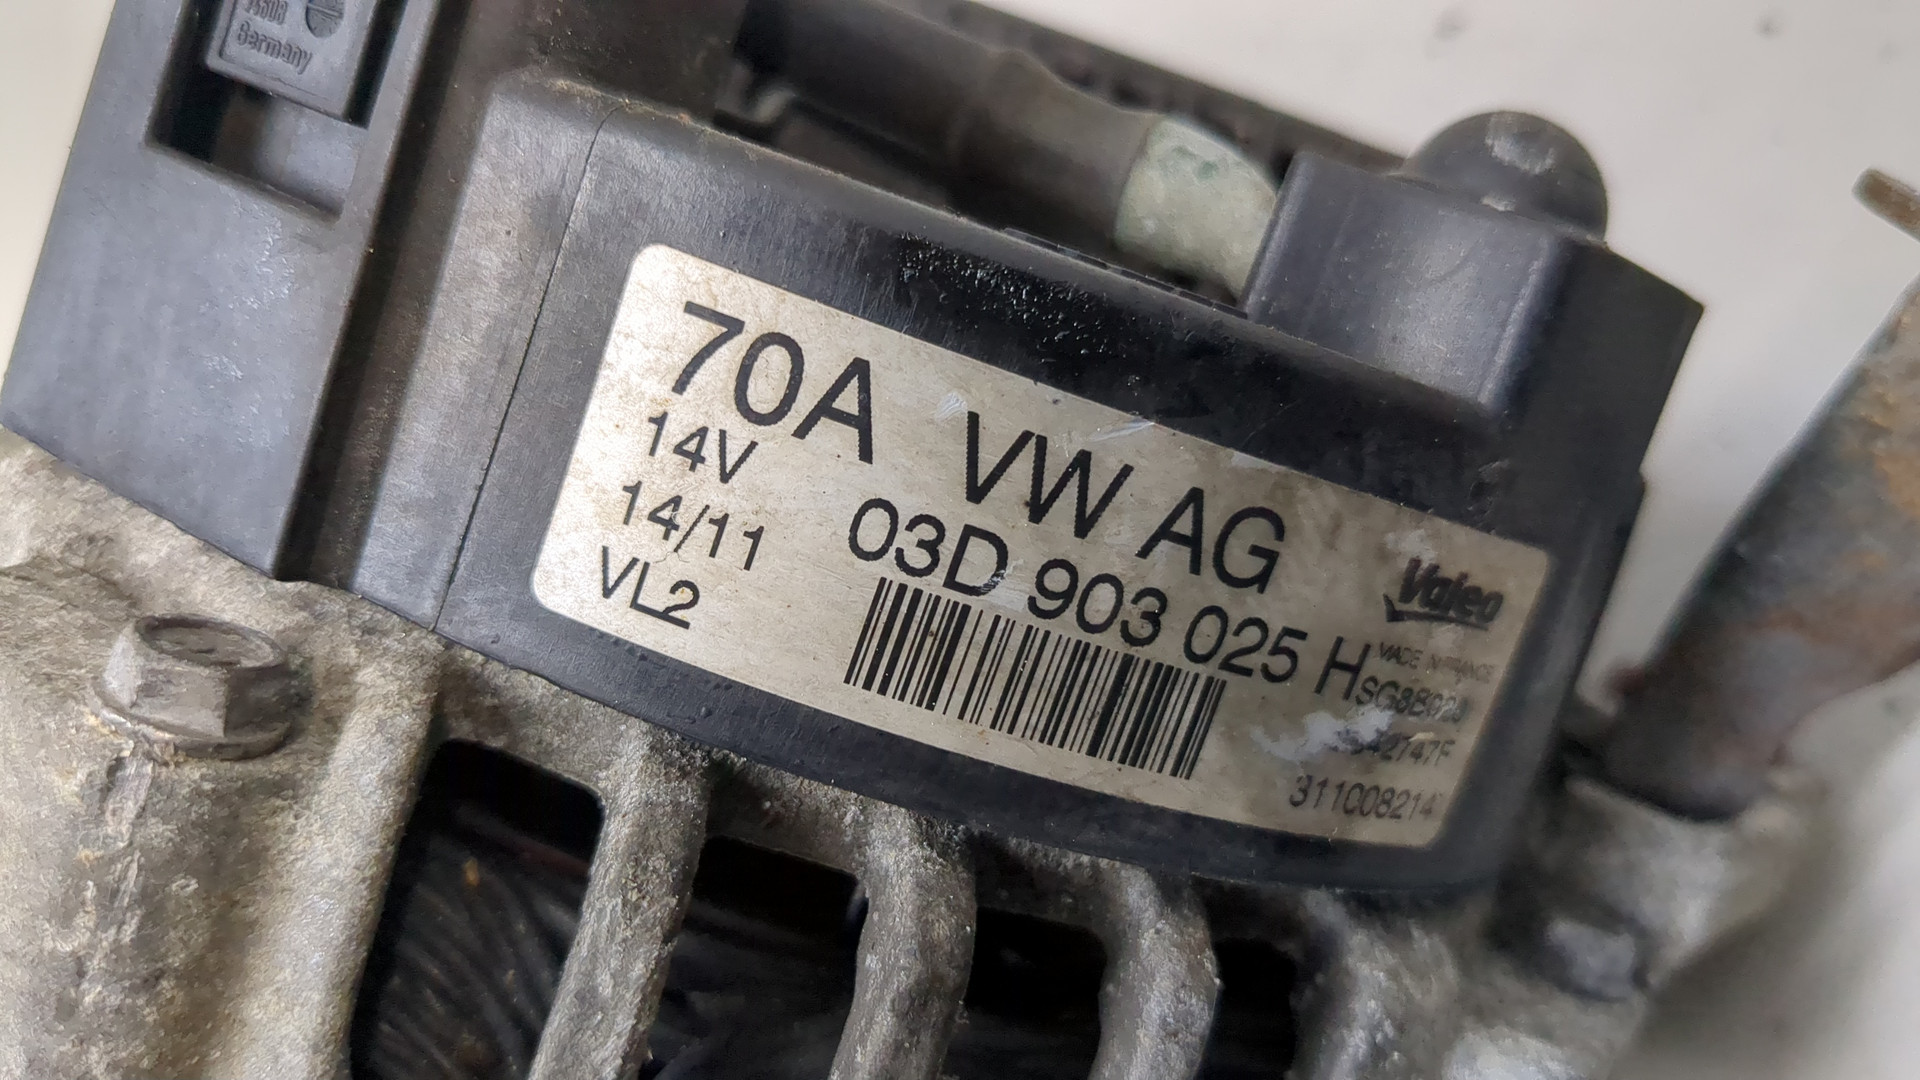 Germany
70A VW AG
14V
14/11
VL2
03D 903 025 H
Valeo
MADE IN FRANCE